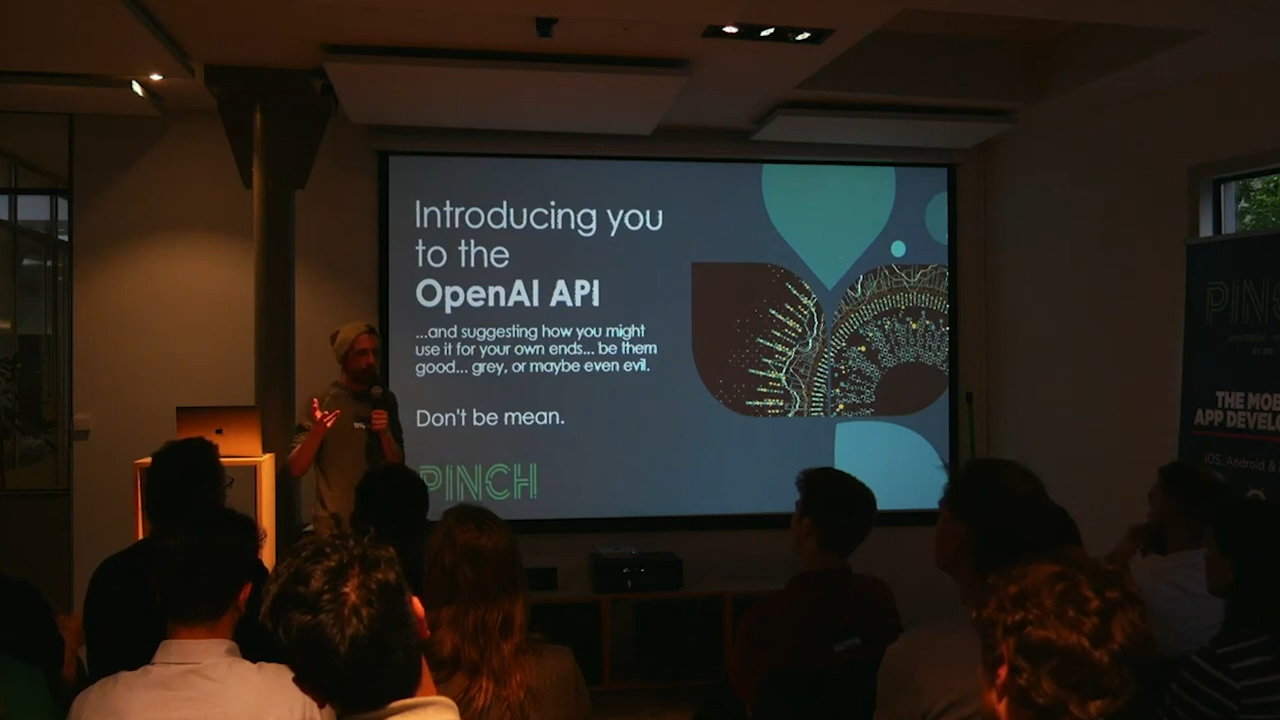 Introducing you
to the
OpenAI API
...and suggesting how you might
use it for your own ends... be them
good... grey, or maybe even evil.
Don't be mean.
PINCH
PINC
THE MOB
APP DEVELO
iOS, Android &